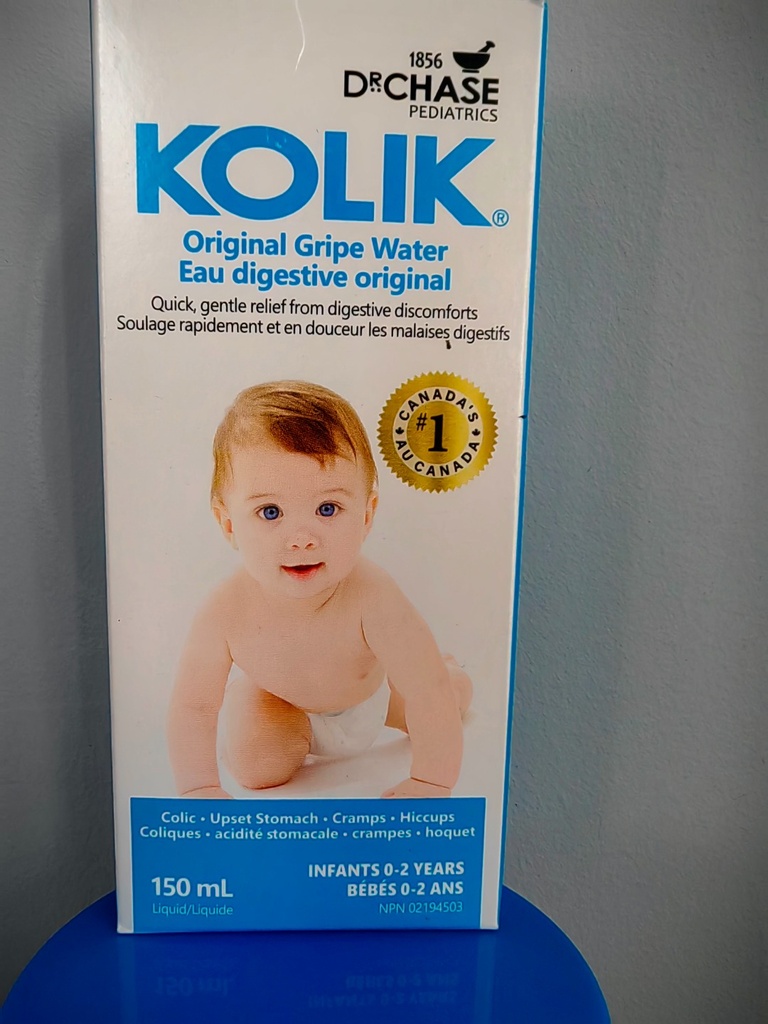 1856
DR. CHASE
PEDIATRICS
KOLIK®
Original Gripe Water
Eau digestive original
Quick, gentle relief from digestive discomforts
Soulage rapidement et en douceur les malaises digestifs
CANADA'S
#1
AU CANADA
Colic • Upset Stomach • Cramps • Hiccups
Coliques • acidité stomacale • crampes • hoquet
INFANTS 0-2 YEARS
150 mL BÉBÉS 0-2 ANS
Liquid/Liquide NPN 02194503